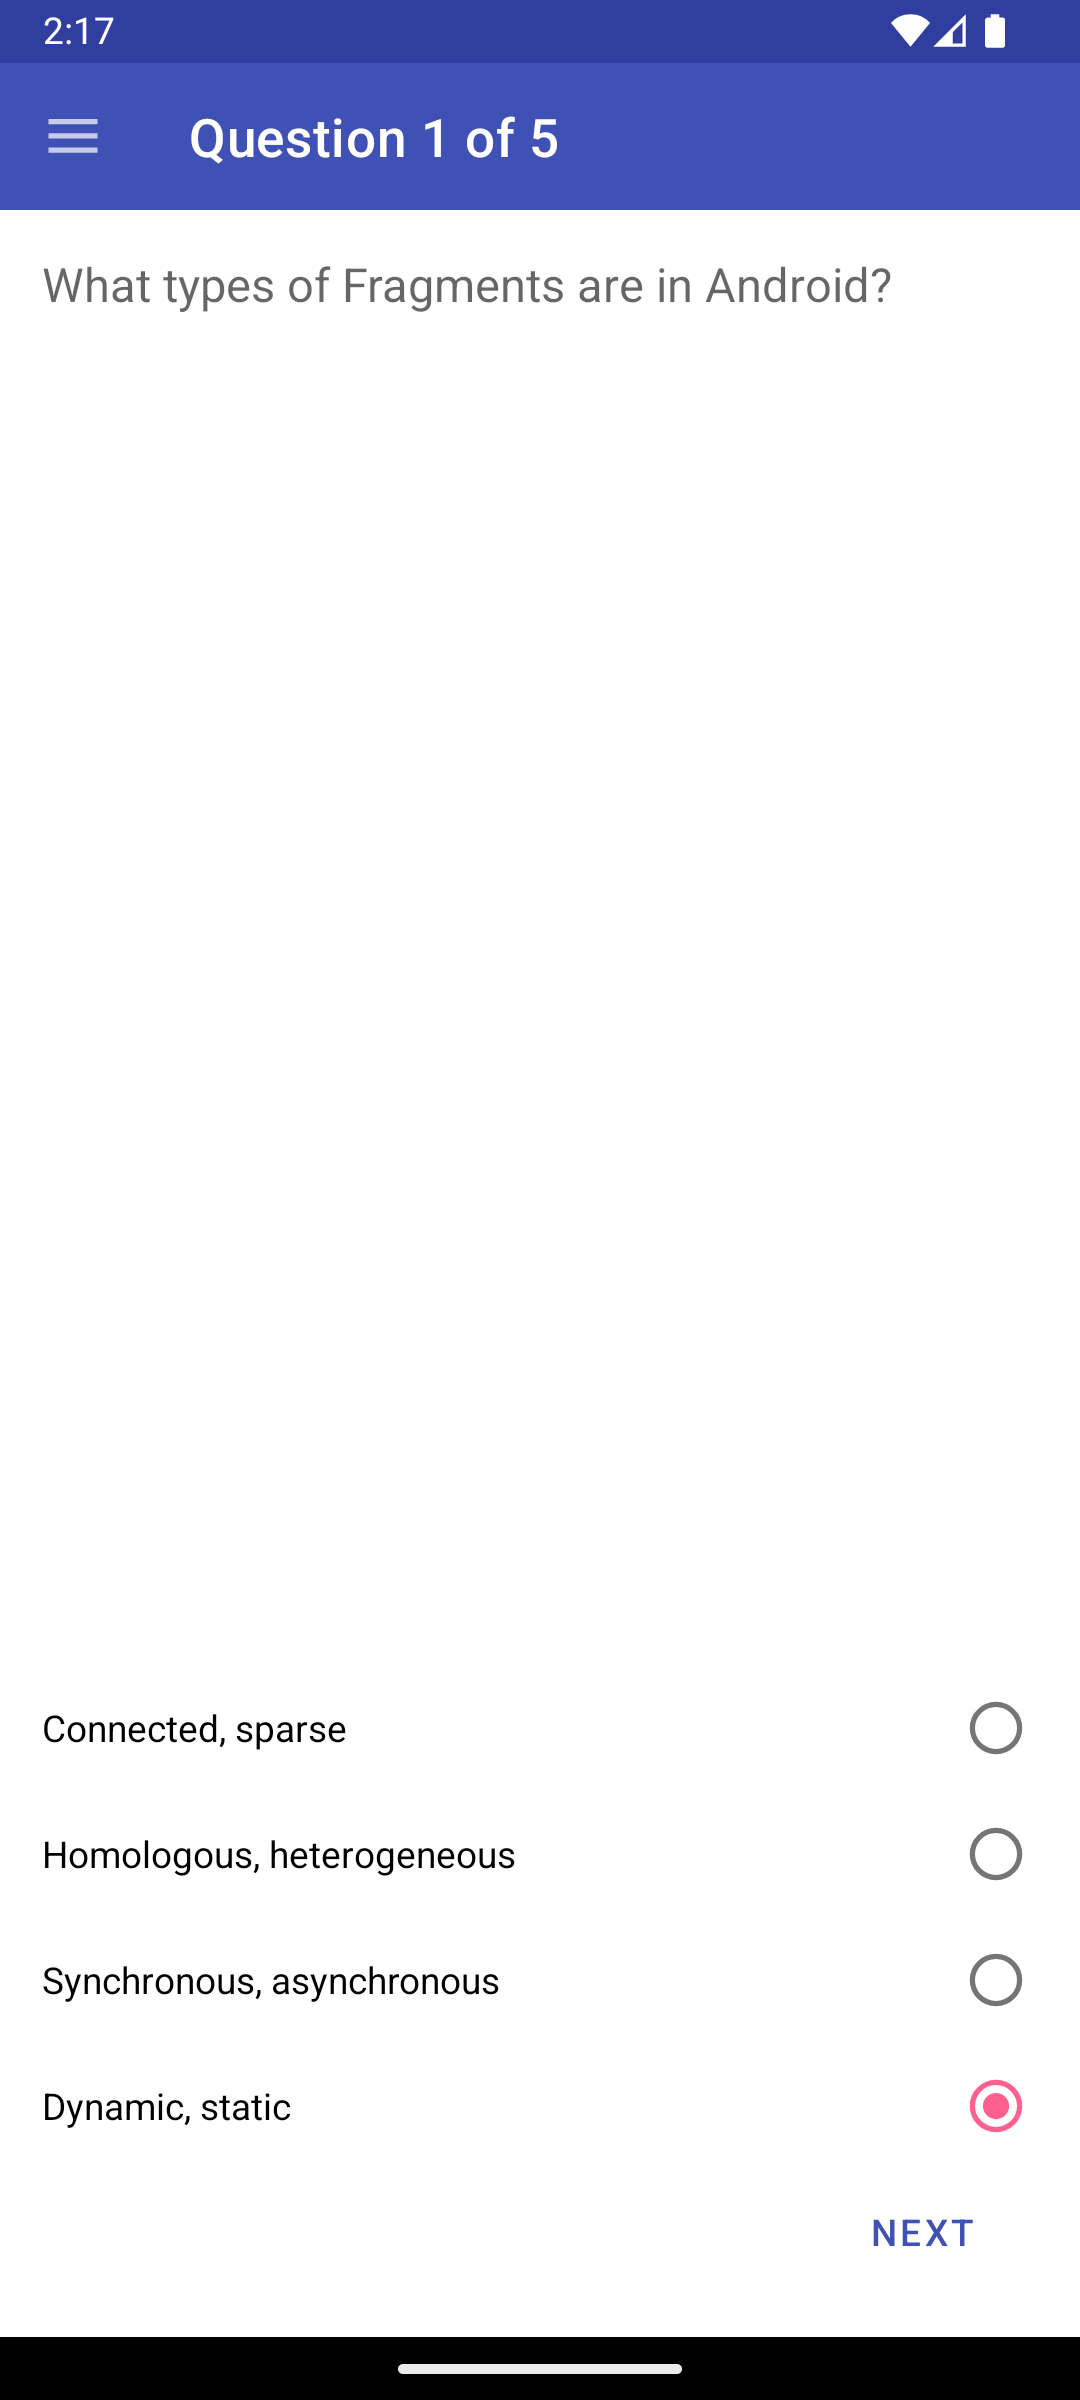 2:17
Question 1 of 5
What types of Fragments are in Android?
Connected, sparse
Homologous, heterogeneous
Synchronous, asynchronous
Dynamic, static
NEXT